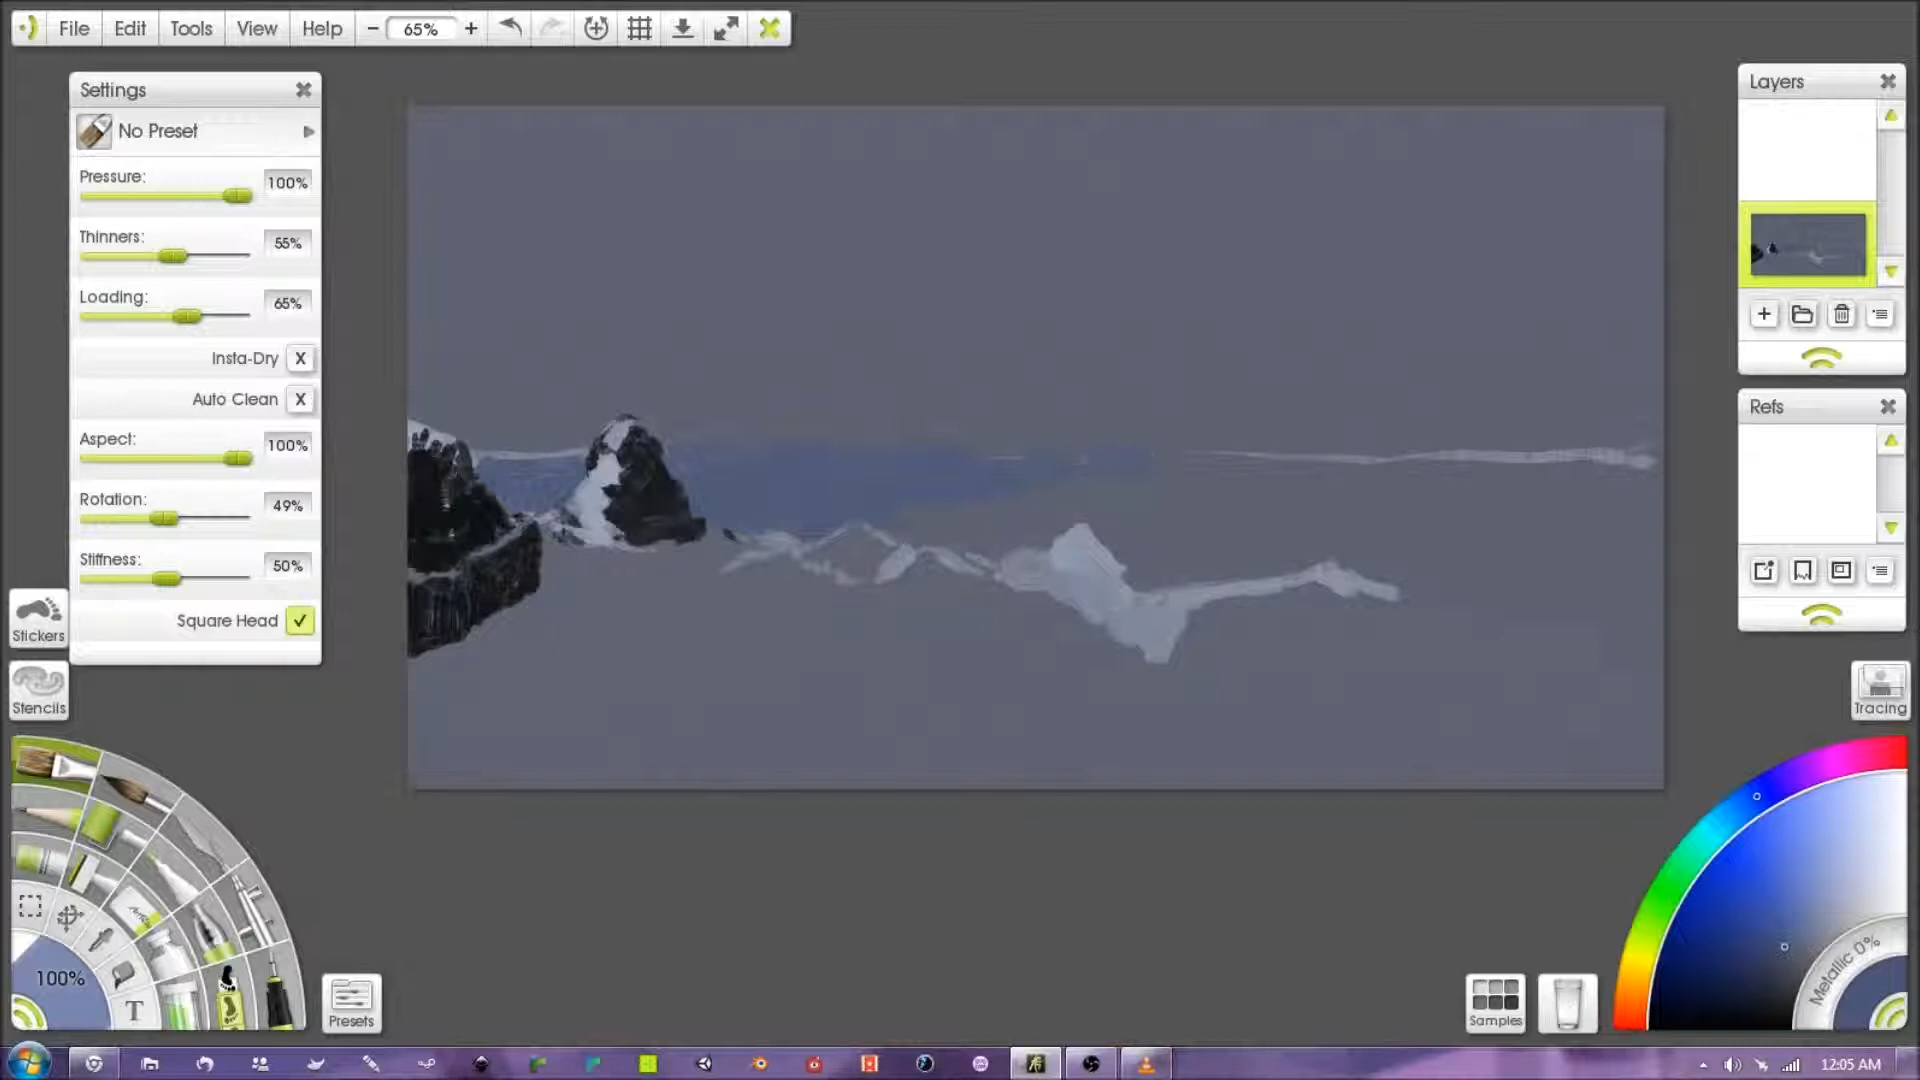 File Edit Tools View Help − 65% +
Settings
No Preset
Pressure: 100%
Thinners: 55%
Loading: 65%
Insta-Dry X
Auto Clean X
Aspect: 100%
Rotation: 49%
Stiffness: 50%
Square Head
Stickers
Stencils
100%
T
Presets
Layers
Refs
Tracing
Metallic 0%
Samples
12:05 AM